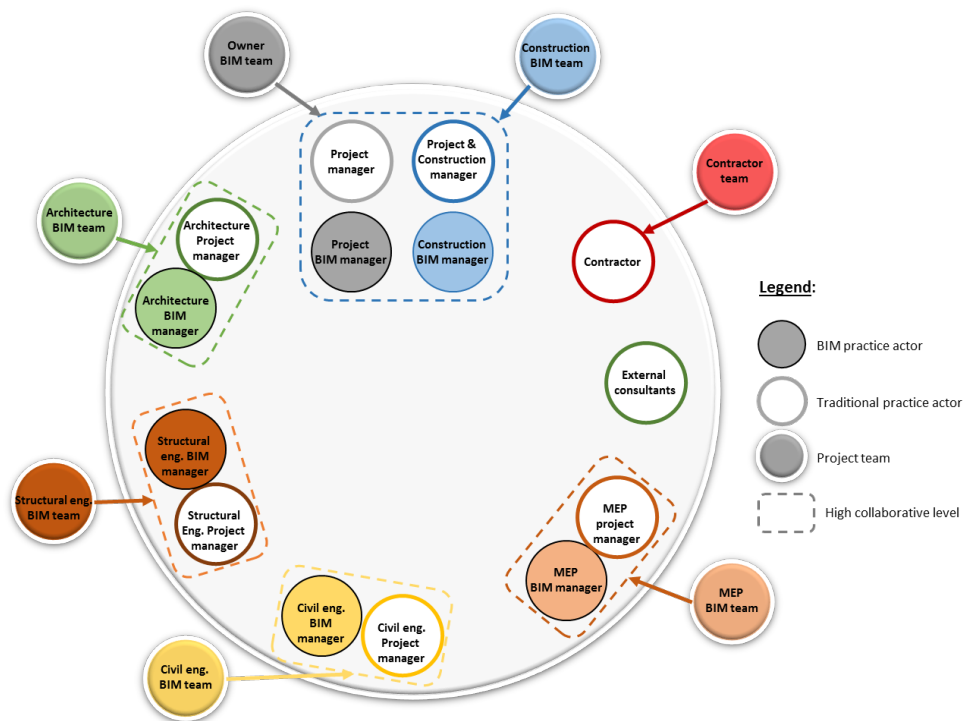 Owner
BIM team
Construction
BIM team
Project
manager
Project &
Construction
manager
Contractor
team
Architecture
BIM team
Architecture
Project
manager
Project
BIM manager
Construction
BIM manager
Contractor
Legend:
Architecture
BIM
manager
BIM practice actor
External
consultants
Traditional practice actor
Structural
eng. BIM
manager
Project team
Structural eng.
BIM team
Structural
Eng. Project
manager
MEP
project
manager
High collaborative level
MEP
BIM manager
MEP
BIM team
Civil eng.
BIM
manager
Civil eng.
Project
manager
Civil eng.
BIM team